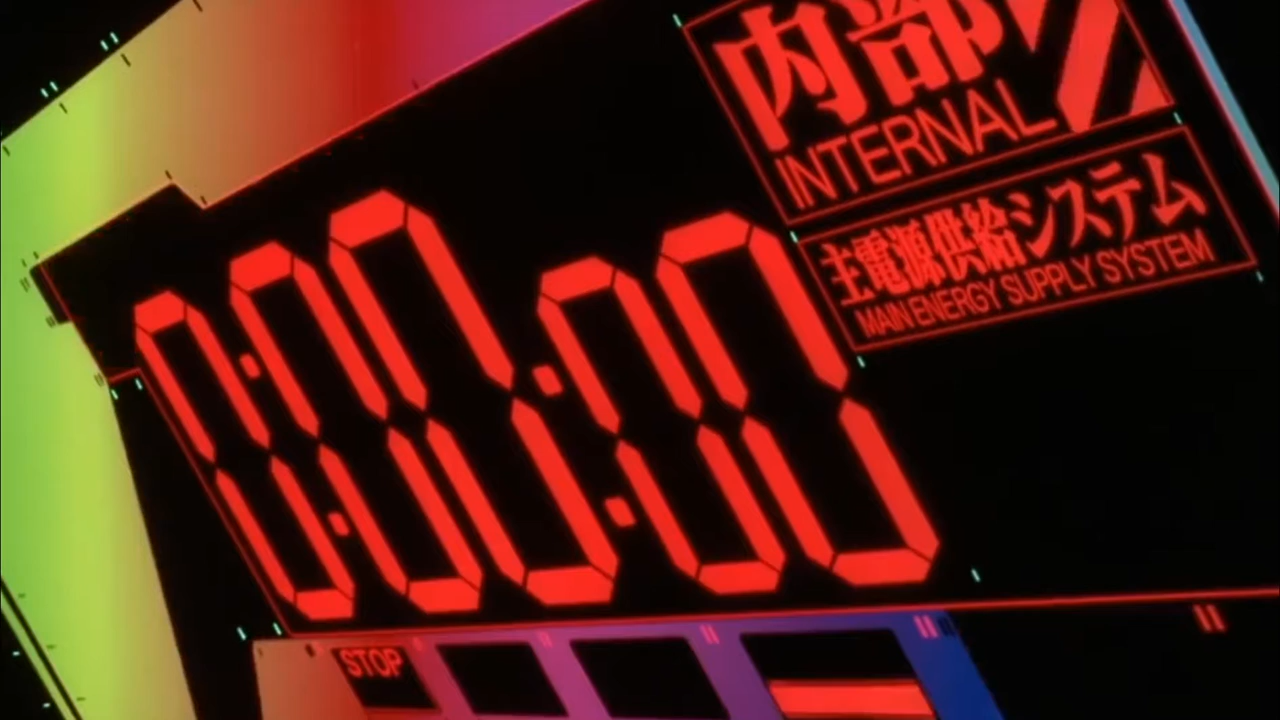 内部
INTERNAL
主電源供給システム
MAIN ENERGY SUPPLY SYSTEM
0:00:00
STOP